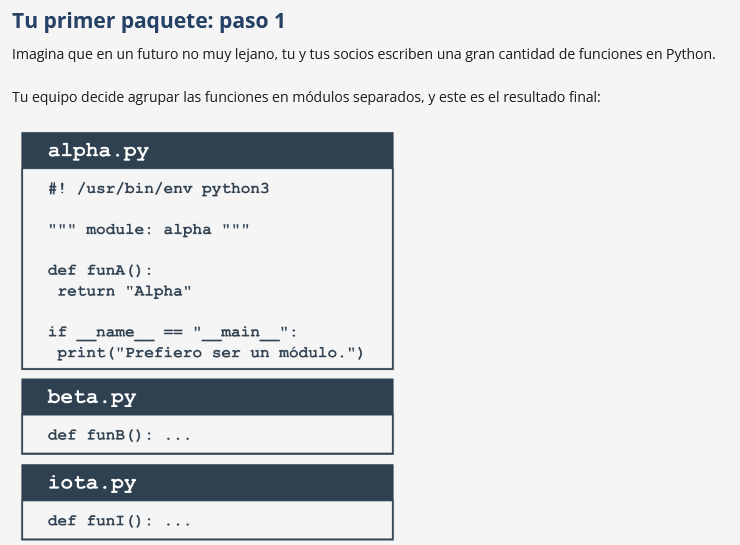 Tu primer paquete: paso 1
Imagina que en un futuro no muy lejano, tu y tus socios escriben una gran cantidad de funciones en Python.
Tu equipo decide agrupar las funciones en módulos separados, y este es el resultado final:
alpha.py
#! /usr/bin/env python3
""" module: alpha """
def funA():
 return "Alpha"
if __name__ == "__main__":
 print("Prefiero ser un módulo.")
beta.py
def funB(): ...
iota.py
def funI(): ...